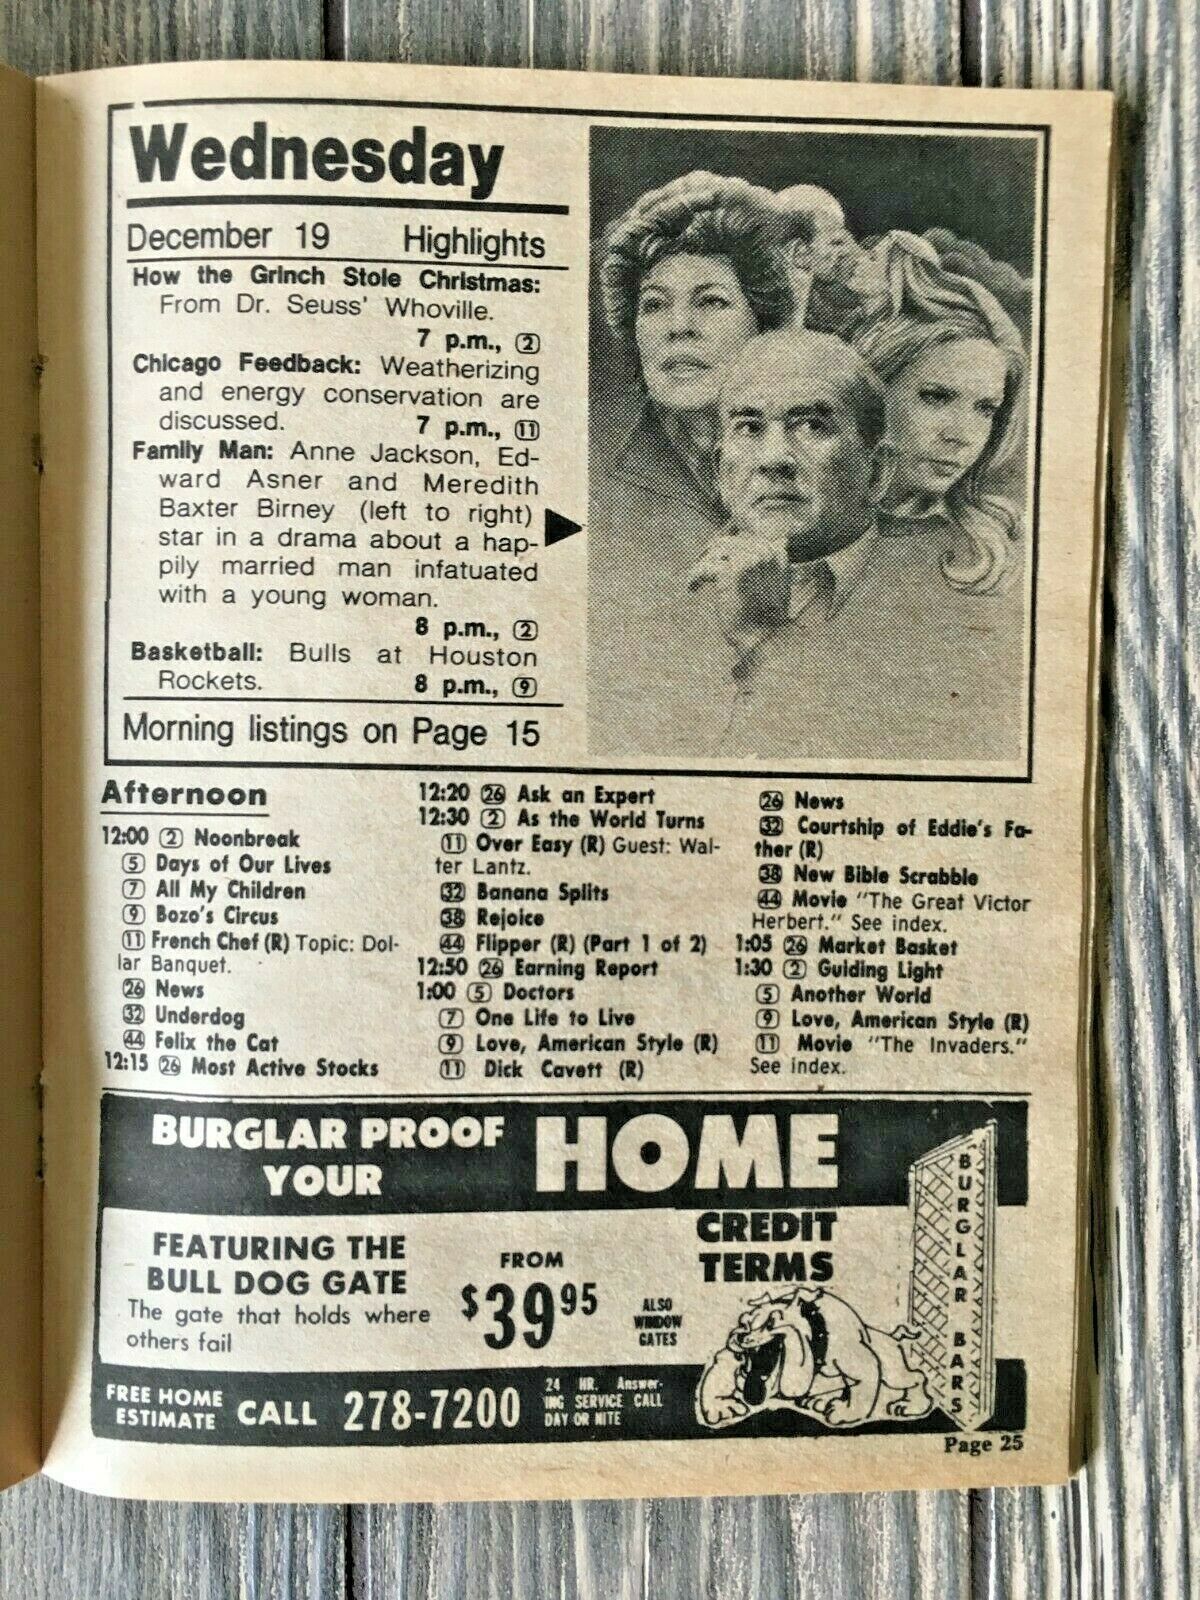 Wednesday
December 19 Highlights
How the Grinch Stole Christmas:
From Dr. Seuss' Whoville.
7 p.m., (2)
Chicago Feedback: Weatherizing
and energy conservation are
discussed. 7 p.m., (11)
Family Man: Anne Jackson, Ed-
ward Asner and Meredith
Baxter Birney (left to right)
star in a drama about a hap-
pily married man infatuated
with a young woman.
8 p.m., (2)
Basketball: Bulls at Houston
Rockets. 8 p.m., (9)
Morning listings on Page 15
Afternoon
12:00 (2) Noonbreak
(5) Days of Our Lives
(7) All My Children
(9) Bozo's Circus
(11) French Chef (R) Topic: Dol-
lar Banquet.
(26) News
(32) Underdog
(44) Felix the Cat
12:15 (26) Most Active Stocks
12:20 (26) Ask an Expert
12:30 (2) As the World Turns
(11) Over Easy (R) Guest: Wal-
ter Lantz.
(32) Banana Splits
(38) Rejoice
(44) Flipper (R) (Part 1 of 2)
12:50 (26) Earning Report
1:00 (5) Doctors
(7) One Life to Live
(9) Love, American Style (R)
(11) Dick Cavett (R)
(26) News
(32) Courtship of Eddie's Fa-
ther (R)
(38) New Bible Scrabble
(44) Movie "The Great Victor
Herbert." See index.
1:05 (26) Market Basket
1:30 (2) Guiding Light
(5) Another World
(9) Love, American Style (R)
(11) Movie "The Invaders."
See index.
BURGLAR PROOF
YOUR
HOME
FEATURING THE
BULL DOG GATE
The gate that holds where
others fail
FROM
$39.95
ALSO
WINDOW
GATES
CREDIT
TERMS
BURGLAR BARS
FREE HOME
ESTIMATE
CALL 278-7200
24 HR. Answer-
ING SERVICE CALL
DAY OR NITE
Page 25